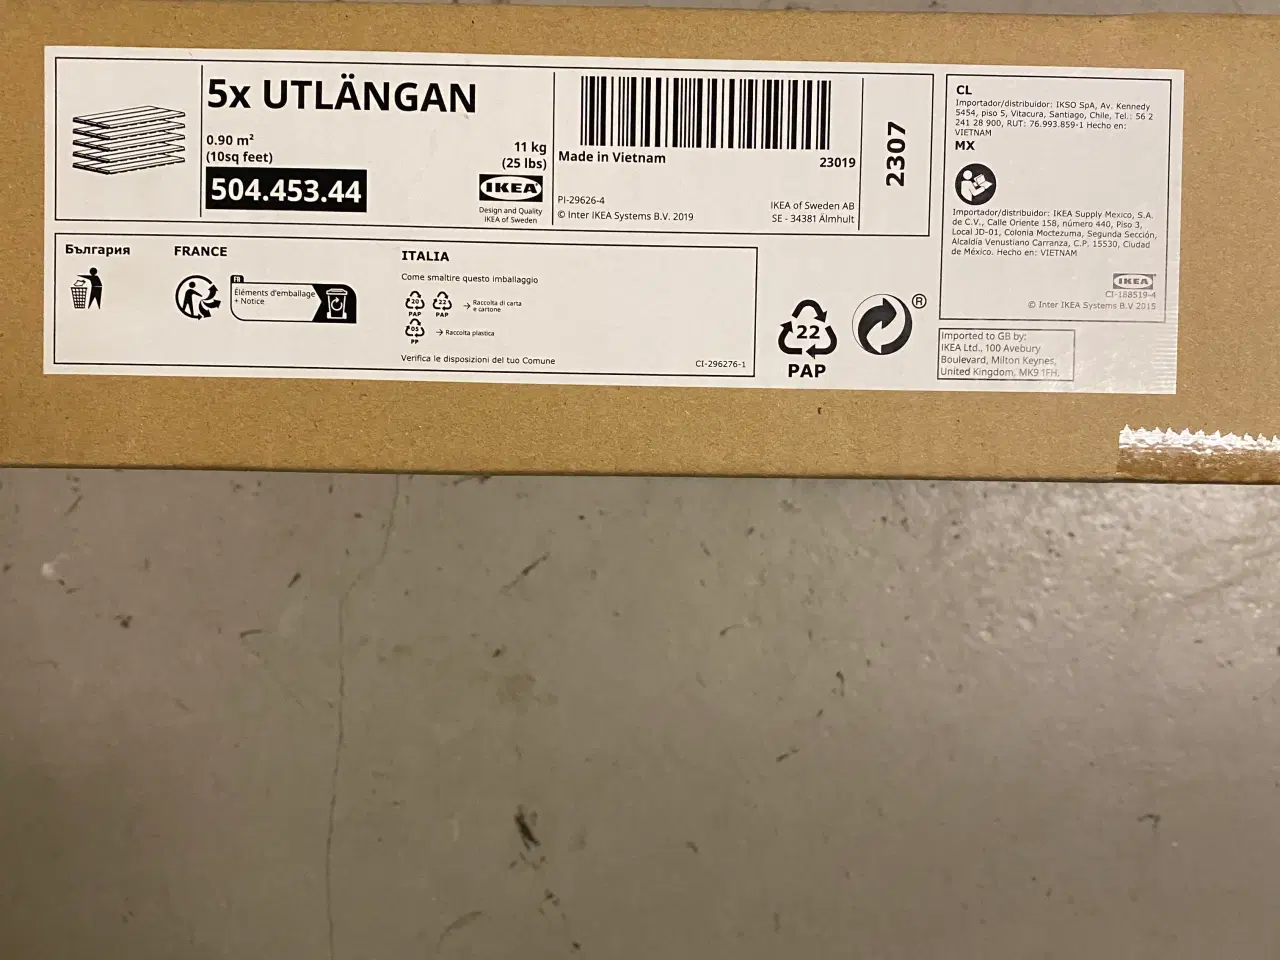 5x UTLÄNGAN
0.90 m²
(10sq feet)
504.453.44
11 kg
(25 lbs)
IKEA
Design and Quality
IKEA of Sweden
Made in Vietnam
23019
PI-29626-4
© Inter IKEA Systems B.V. 2019
IKEA of Sweden AB
SE - 34381 Älmhult
2307
CL
Importador/distribuidor: IKSO SpA, Av. Kennedy
5454, piso 5, Vitacura, Santiago, Chile, Tel.: 56 2
241 28 900, RUT: 76.993.859-1 Hecho en:
VIETNAM
MX
Importador/distribuidor: IKEA Supply Mexico, S.A.
de C.V., Calle Oriente 158, número 440, Piso 3,
Local JD-01, Colonia Moctezuma, Segunda Sección,
Alcaldía Venustiano Carranza, C.P. 15530, Ciudad
de México. Hecho en: VIETNAM
IKEA
CI-188519-4
© Inter IKEA Systems B.V 2015
България
FRANCE
FR
Éléments d'emballage
+ Notice
ITALIA
Come smaltire questo imballaggio
20
PAP
22
PAP
→ Raccolta di carta
e cartone
05
PP
→ Raccolta plastica
Verifica le disposizioni del tuo Comune
CI-296276-1
22
PAP
®
Imported to GB by:
IKEA Ltd., 100 Avebury
Boulevard, Milton Keynes,
United Kingdom, MK9 1FH.